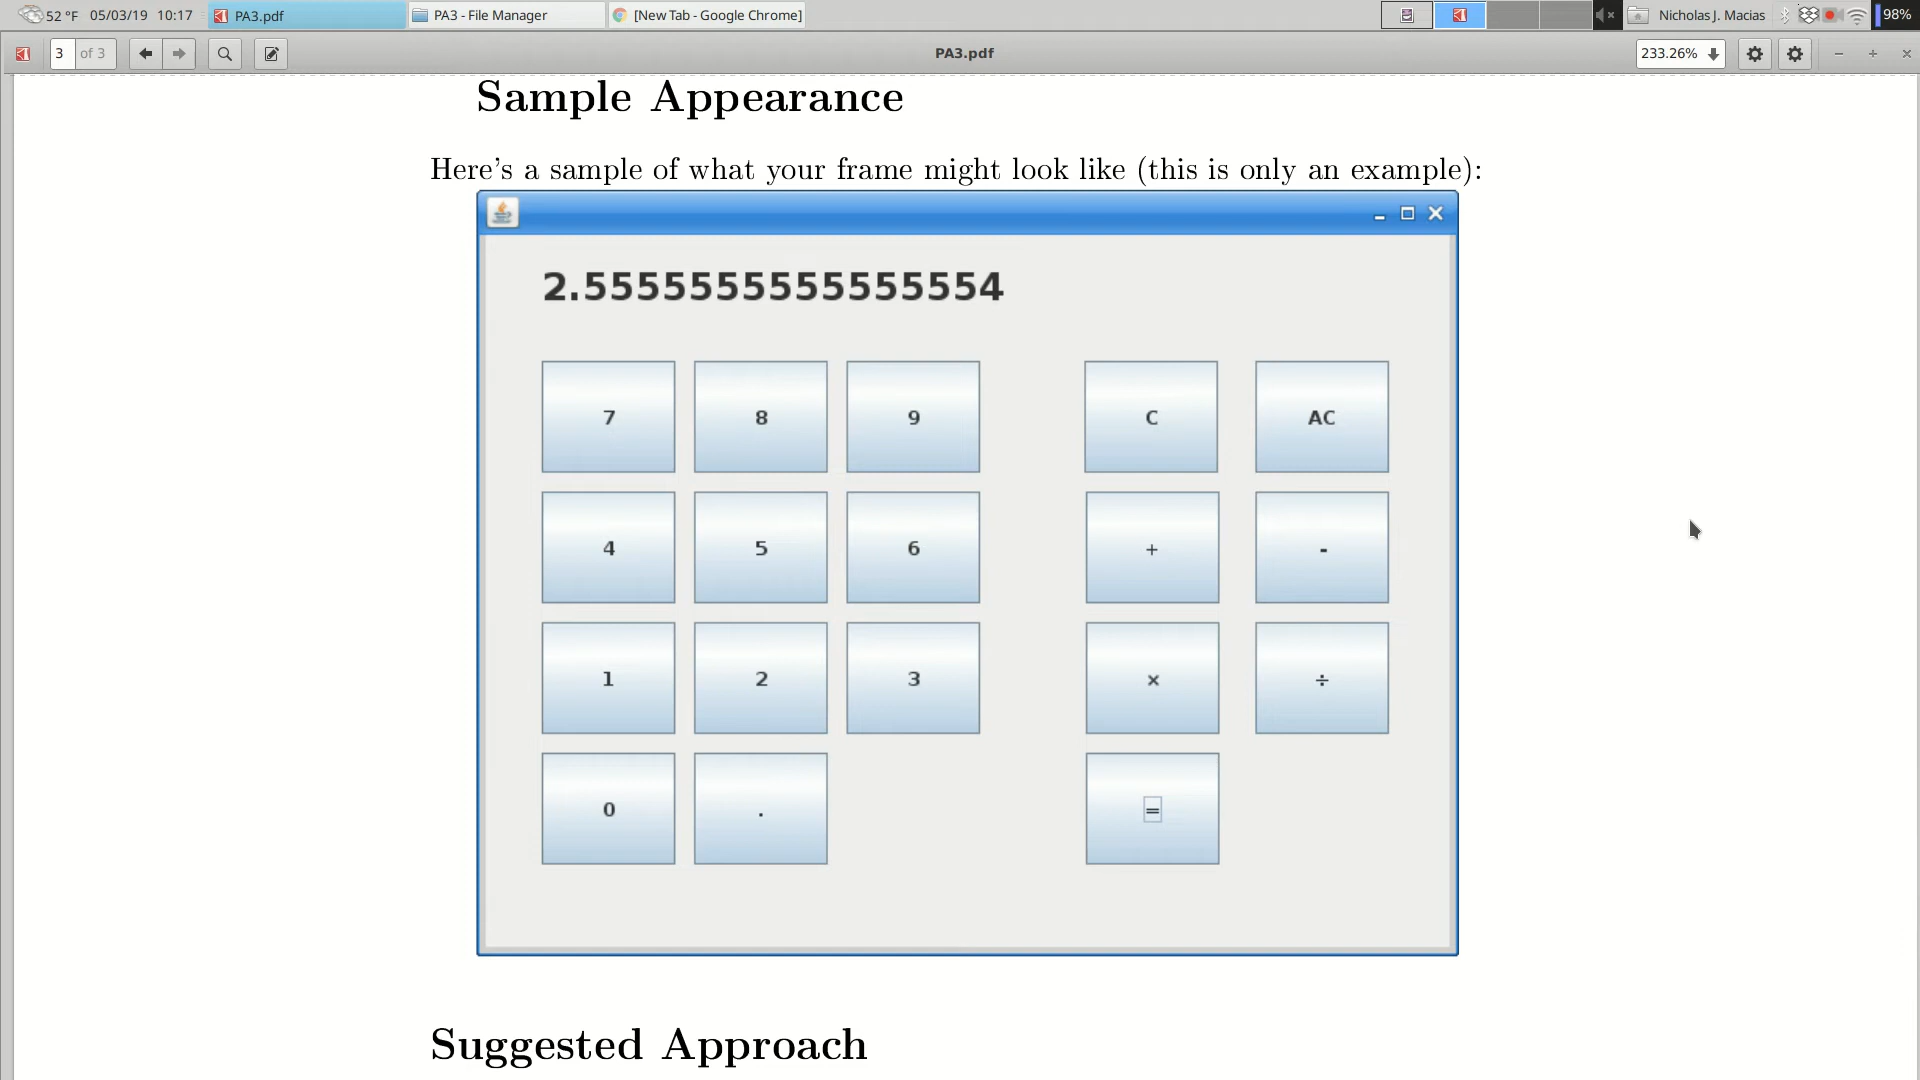 52 °F 05/03/19 10:17 PA3.pdf PA3 - File Manager [New Tab - Google Chrome] Nicholas J. Macias 98%
3 of 3 PA3.pdf 233.26%
Sample Appearance
Here's a sample of what your frame might look like (this is only an example):
2.5555555555555554
7 8 9 C AC
4 5 6 + -
1 2 3 × ÷
0 . =
Suggested Approach